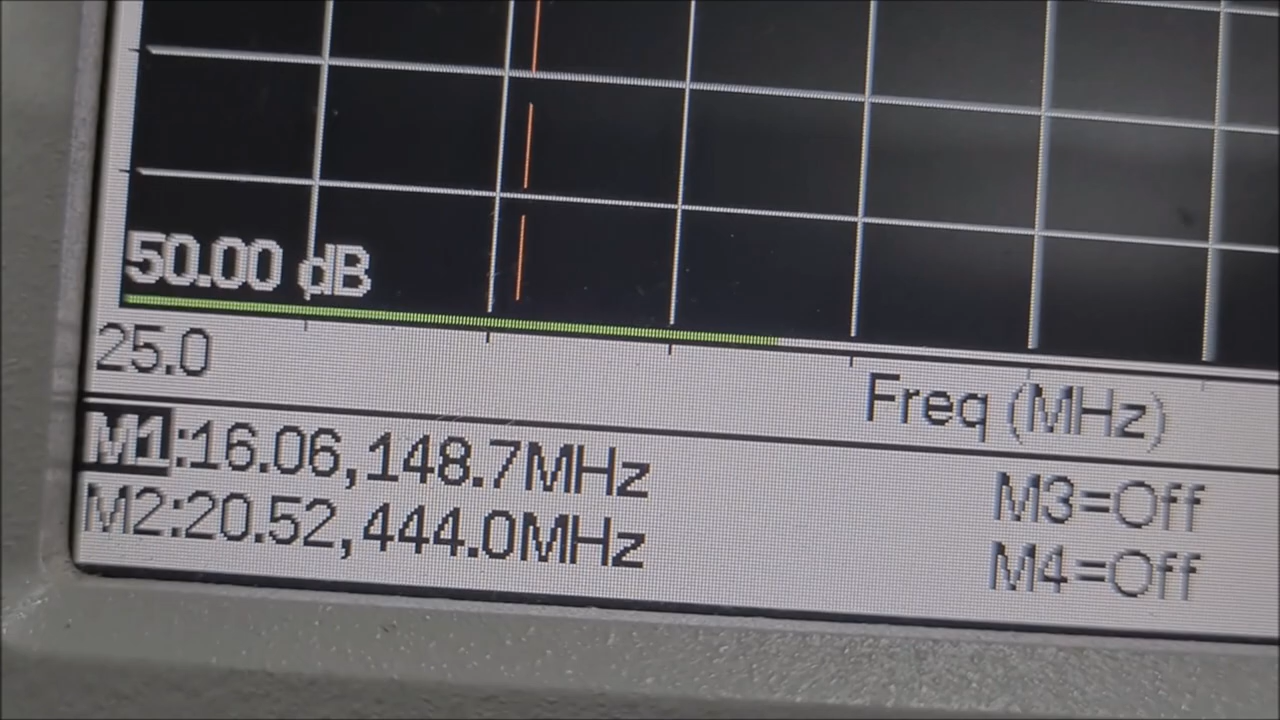 50.00 dB
25.0
Freq (MHz)
M1:16.06,148.7MHz
M3=Off
M2:20.52,444.0MHz
M4=Off